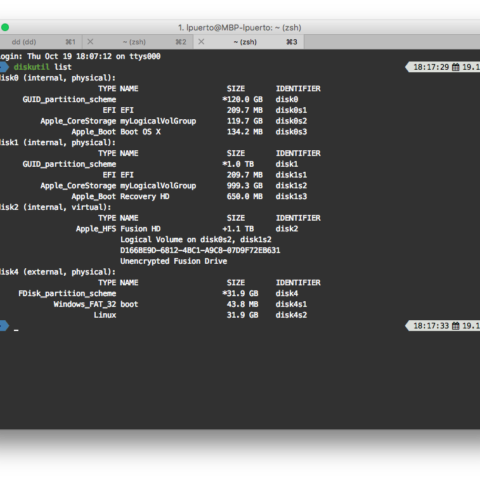 1. lpuerto@MBP-lpuerto: ~ (zsh)
dd (dd) ⌘1 × ~ (zsh) ⌘2 × ~ (zsh) ⌘3
login: Thu Oct 19 18:07:12 on ttys000
~ diskutil list 18:17:29 19.1
disk0 (internal, physical):
TYPE NAME SIZE IDENTIFIER
GUID_partition_scheme *120.0 GB disk0
EFI EFI 209.7 MB disk0s1
Apple_CoreStorage myLogicalVolGroup 119.7 GB disk0s2
Apple_Boot Boot OS X 134.2 MB disk0s3
disk1 (internal, physical):
TYPE NAME SIZE IDENTIFIER
GUID_partition_scheme *1.0 TB disk1
EFI EFI 209.7 MB disk1s1
Apple_CoreStorage myLogicalVolGroup 999.3 GB disk1s2
Apple_Boot Recovery HD 650.0 MB disk1s3
disk2 (internal, virtual):
TYPE NAME SIZE IDENTIFIER
Apple_HFS Fusion HD +1.1 TB disk2
Logical Volume on disk0s2, disk1s2
D166BE9D-6812-4BC1-A9C8-07D9F72EB631
Unencrypted Fusion Drive
disk4 (external, physical):
TYPE NAME SIZE IDENTIFIER
FDisk_partition_scheme *31.9 GB disk4
Windows_FAT_32 boot 43.8 MB disk4s1
Linux 31.9 GB disk4s2
~ _ 18:17:33 19.1